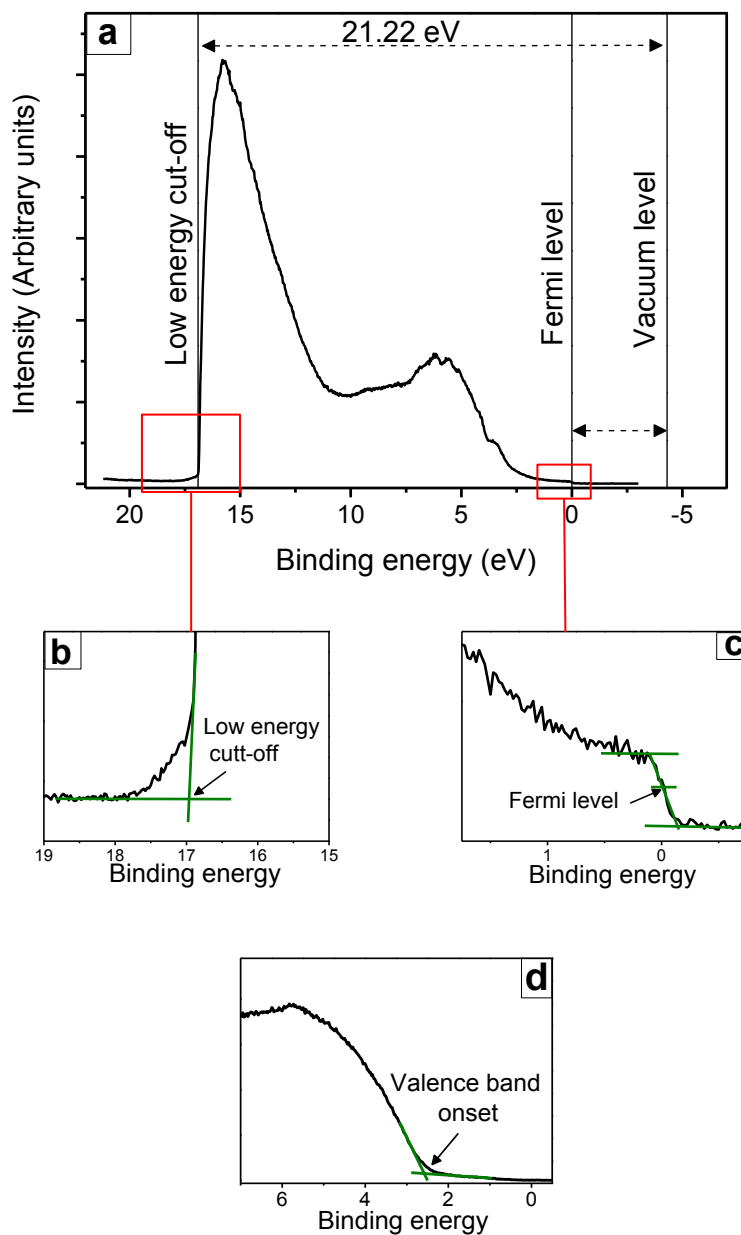 a
21.22 eV
Intensity (Arbitrary units)
Low energy cut-off
Fermi level
Vacuum level
20 15 10 5 0 -5
Binding energy (eV)
b
Low energy
cutt-off
19 18 17 16 15
Binding energy
c
Fermi level
1 0
Binding energy
d
Valence band
onset
6 4 2 0
Binding energy